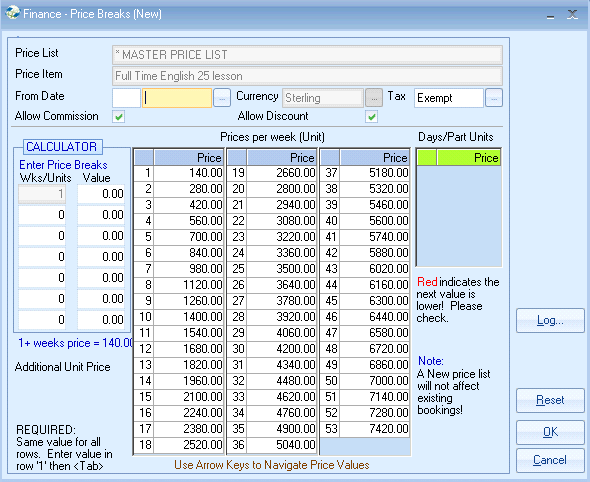 Finance - Price Breaks (New)
Price List * MASTER PRICE LIST
Price Item Full Time English 25 lesson
From Date ... Currency Sterling ... Tax Exempt ...
Allow Commission Allow Discount
CALCULATOR
Enter Price Breaks
Wks/Units Value
1 0.00
0 0.00
0 0.00
0 0.00
0 0.00
0 0.00
0 0.00
1+ weeks price = 140.00
Additional Unit Price
REQUIRED:
Same value for all
rows. Enter value in
row '1' then <Tab>
Prices per week (Unit)
Price Price Price
1 140.00 19 2660.00 37 5180.00
2 280.00 20 2800.00 38 5320.00
3 420.00 21 2940.00 39 5460.00
4 560.00 22 3080.00 40 5600.00
5 700.00 23 3220.00 41 5740.00
6 840.00 24 3360.00 42 5880.00
7 980.00 25 3500.00 43 6020.00
8 1120.00 26 3640.00 44 6160.00
9 1260.00 27 3780.00 45 6300.00
10 1400.00 28 3920.00 46 6440.00
11 1540.00 29 4060.00 47 6580.00
12 1680.00 30 4200.00 48 6720.00
13 1820.00 31 4340.00 49 6860.00
14 1960.00 32 4480.00 50 7000.00
15 2100.00 33 4620.00 51 7140.00
16 2240.00 34 4760.00 52 7280.00
17 2380.00 35 4900.00 53 7420.00
18 2520.00 36 5040.00
Use Arrow Keys to Navigate Price Values
Days/Part Units
Price
Red indicates the
next value is
lower! Please
check.
Note:
A New price list
will not affect
existing
bookings!
Log...
Reset
OK
Cancel